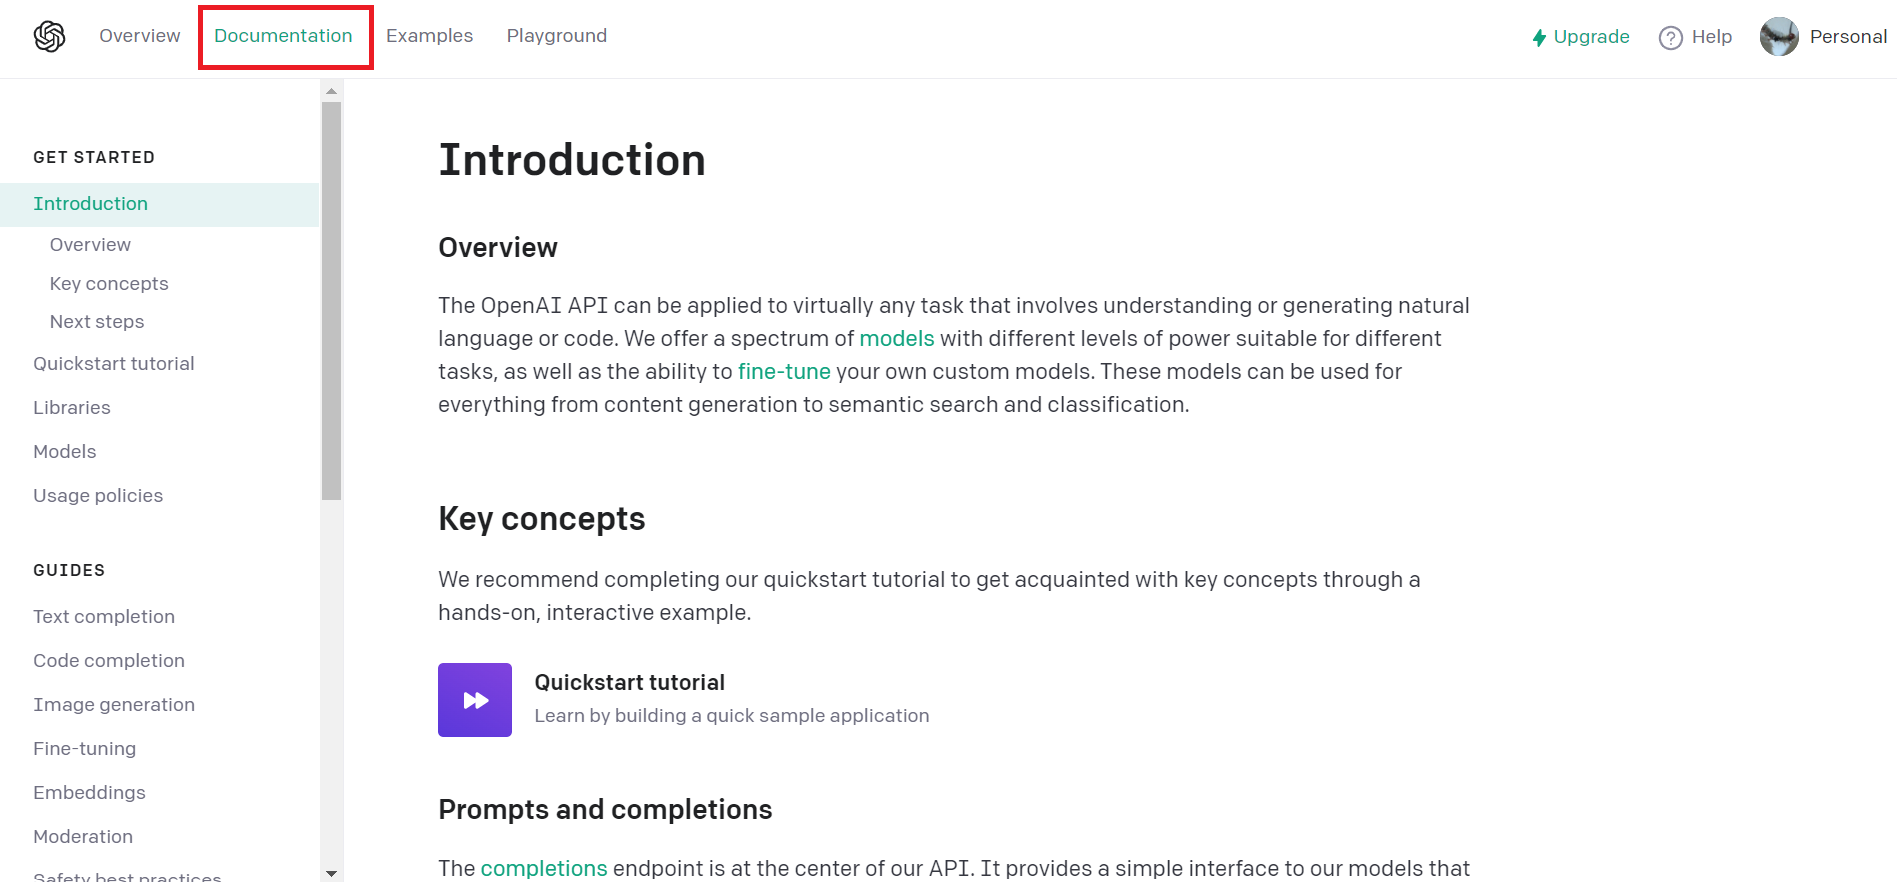 Overview Documentation Examples Playground Upgrade Help Personal
GET STARTED
Introduction
Overview
Key concepts
Next steps
Quickstart tutorial
Libraries
Models
Usage policies
GUIDES
Text completion
Code completion
Image generation
Fine-tuning
Embeddings
Moderation
Safety best practices
Introduction
Overview
The OpenAI API can be applied to virtually any task that involves understanding or generating natural
language or code. We offer a spectrum of models with different levels of power suitable for different
tasks, as well as the ability to fine-tune your own custom models. These models can be used for
everything from content generation to semantic search and classification.
Key concepts
We recommend completing our quickstart tutorial to get acquainted with key concepts through a
hands-on, interactive example.
Quickstart tutorial
Learn by building a quick sample application
Prompts and completions
The completions endpoint is at the center of our API. It provides a simple interface to our models that